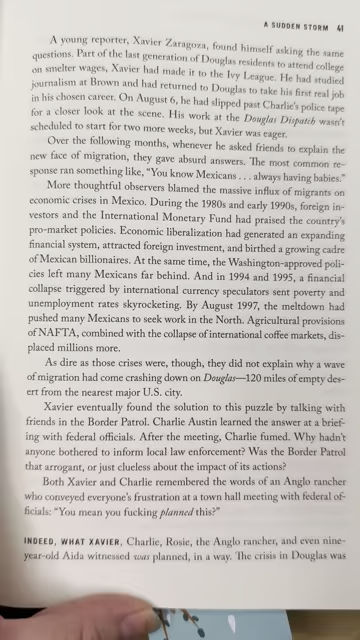 A SUDDEN STORM 41
A young reporter, Xavier Zaragoza, found himself asking the same
questions. Part of the last generation of Douglas residents to attend college
on smelter wages, Xavier had made it to the Ivy League. He had studied
journalism at Brown and had returned to Douglas to take his first real job
in his chosen career. On August 6, he had slipped past Charlie's police tape
for a closer look at the scene. His work at the Douglas Dispatch wasn't
scheduled to start for two more weeks, but Xavier was eager.
Over the following months, whenever he asked friends to explain the
new face of migration, they gave absurd answers. The most common re-
sponse ran something like, "You know Mexicans . . . always having babies."
More thoughtful observers blamed the massive influx of migrants on
economic crises in Mexico. During the 1980s and early 1990s, foreign in-
vestors and the International Monetary Fund had praised the country's
pro-market policies. Economic liberalization had generated an expanding
financial system, attracted foreign investment, and birthed a growing cadre
of Mexican billionaires. At the same time, the Washington-approved poli-
cies left many Mexicans far behind. And in 1994 and 1995, a financial
collapse triggered by international currency speculators sent poverty and
unemployment rates skyrocketing. By August 1997, the meltdown had
pushed many Mexicans to seek work in the North. Agricultural provisions
of NAFTA, combined with the collapse of international coffee markets, dis-
placed millions more.
As dire as those crises were, though, they did not explain why a wave
of migration had come crashing down on Douglas—120 miles of empty des-
ert from the nearest major U.S. city.
Xavier eventually found the solution to this puzzle by talking with
friends in the Border Patrol. Charlie Austin learned the answer at a brief-
ing with federal officials. After the meeting, Charlie fumed. Why hadn't
anyone bothered to inform local law enforcement? Was the Border Patrol
that arrogant, or just clueless about the impact of its actions?
Both Xavier and Charlie remembered the words of an Anglo rancher
who conveyed everyone's frustration at a town hall meeting with federal of-
ficials: "You mean you fucking planned this?"
INDEED, WHAT XAVIER, Charlie, Rosie, the Anglo rancher, and even nine-
year-old Aida witnessed was planned, in a way. The crisis in Douglas was